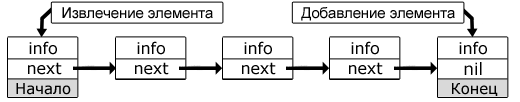 Извлечение элемента
Добавление элемента
info
info
info
info
info
next
next
next
next
nil
Начало
Конец